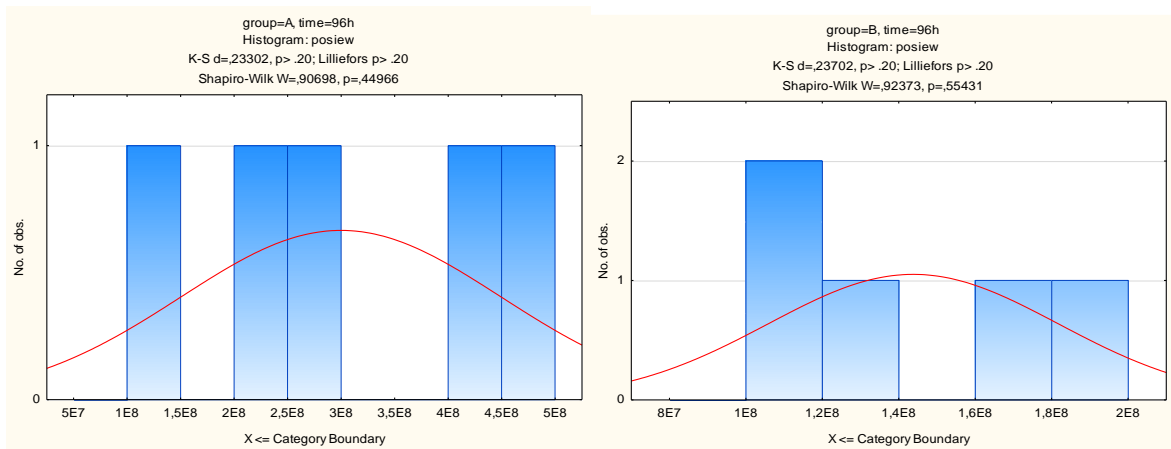 group=A, time=96h
Histogram: posiew
K-S d=,23302, p> .20; Lilliefors p> .20
Shapiro-Wilk W=,90698, p=,44966
1
0
No. of obs.
5E7 1E8 1,5E8 2E8 2,5E8 3E8 3,5E8 4E8 4,5E8 5E8
X <= Category Boundary
group=B, time=96h
Histogram: posiew
K-S d=,23702, p> .20; Lilliefors p> .20
Shapiro-Wilk W=,92373, p=,55431
2
1
0
No. of obs.
8E7 1E8 1,2E8 1,4E8 1,6E8 1,8E8 2E8
X <= Category Boundary